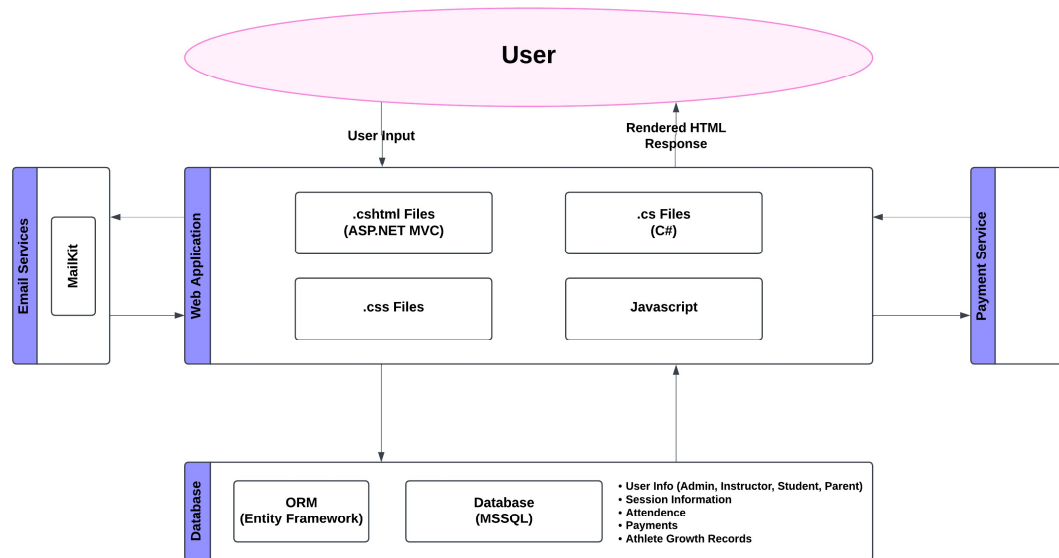 User
User Input
Rendered HTML
Response
Email Services
MailKit
Web Application
.cshtml Files
(ASP.NET MVC)
.cs Files
(C#)
.css Files
Javascript
Payment Service
Database
ORM
(Entity Framework)
Database
(MSSQL)
• User Info (Admin, Instructor, Student, Parent)
• Session Information
• Attendence
• Payments
• Athlete Growth Records